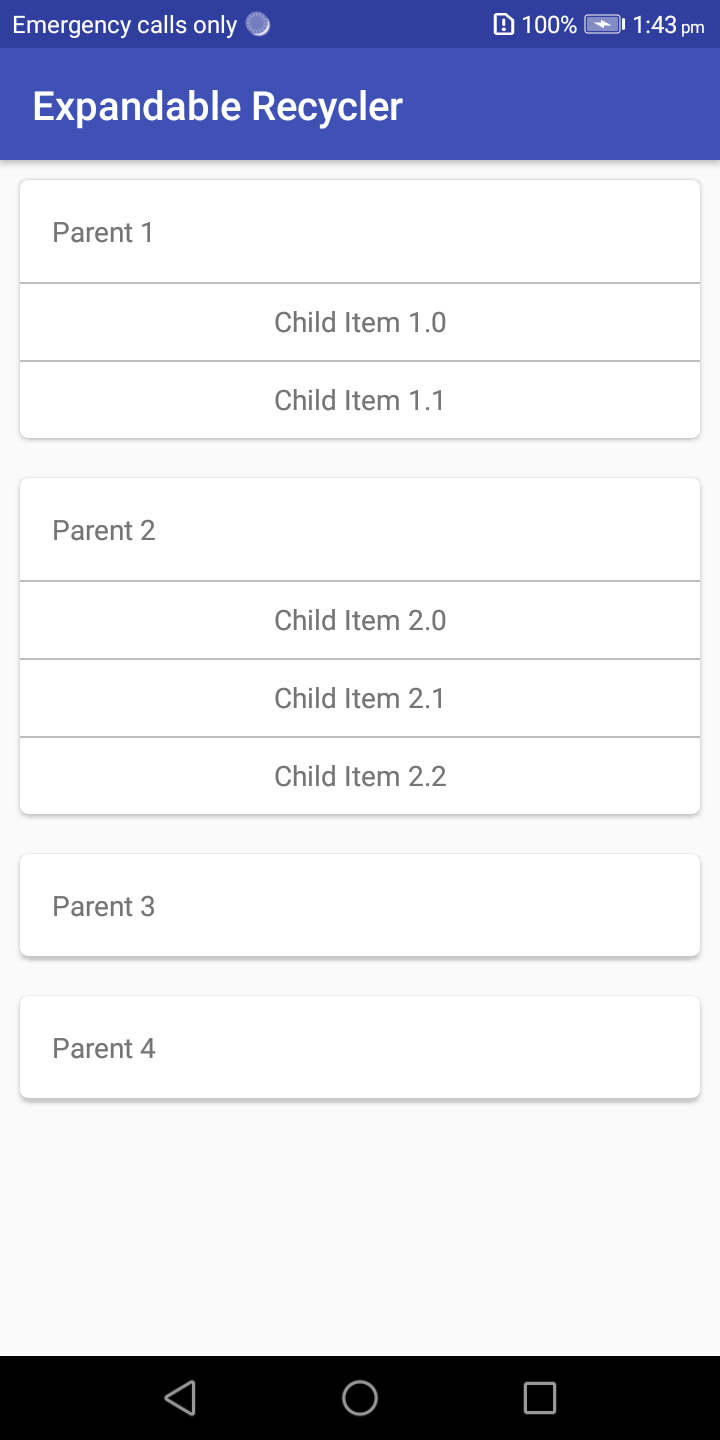 Emergency calls only 100% 1:43 pm
Expandable Recycler
Parent 1
Child Item 1.0
Child Item 1.1
Parent 2
Child Item 2.0
Child Item 2.1
Child Item 2.2
Parent 3
Parent 4